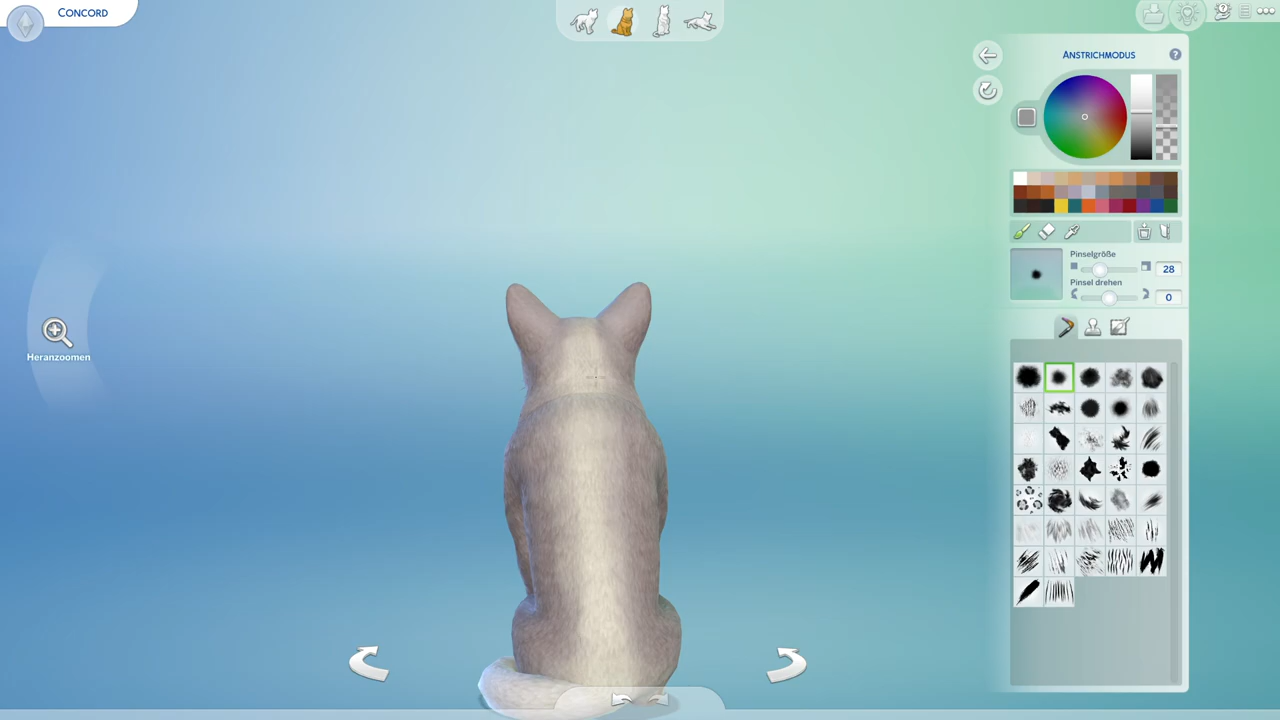 Concord
Anstrichmodus
?
Pinselgröße
28
Pinsel drehen
0
Heranzoomen